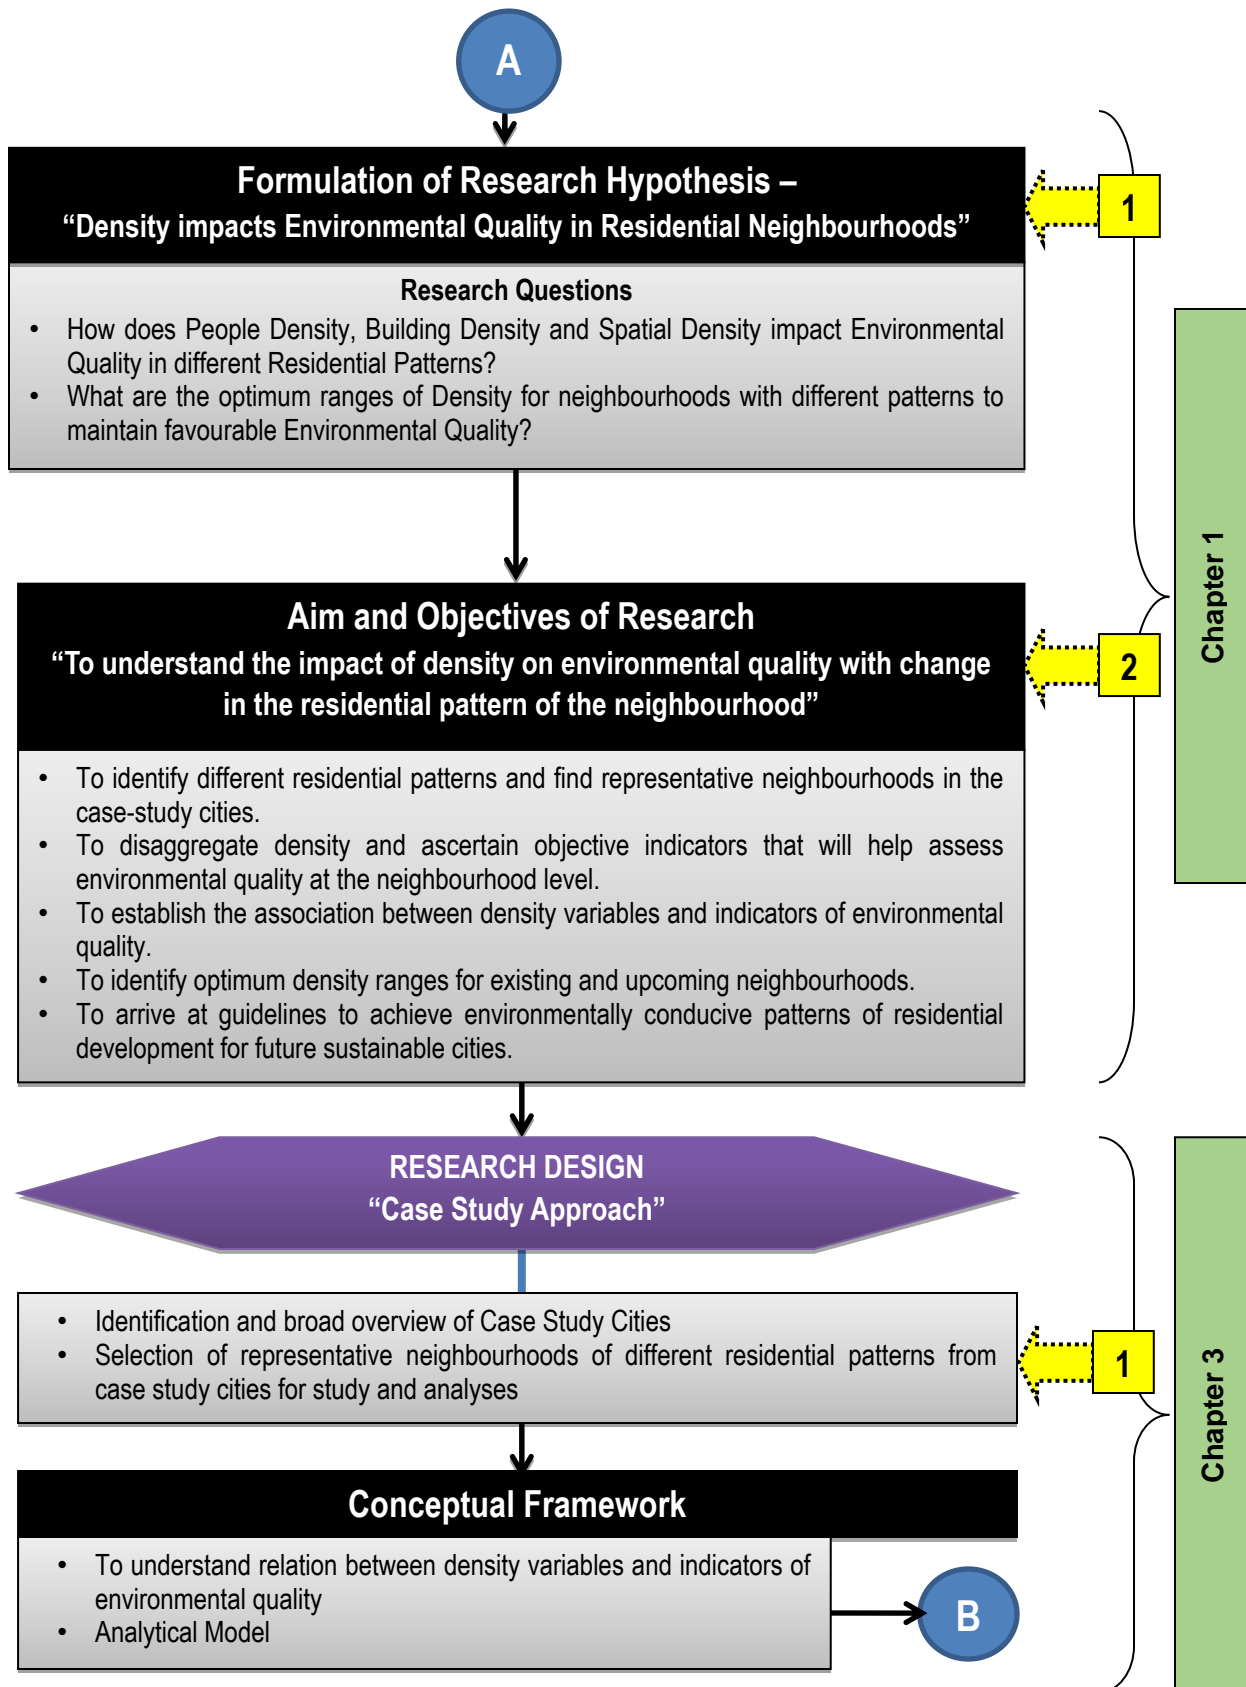 A
Formulation of Research Hypothesis –
“Density impacts Environmental Quality in Residential Neighbourhoods”
1
Research Questions
• How does People Density, Building Density and Spatial Density impact Environmental
Quality in different Residential Patterns?
• What are the optimum ranges of Density for neighbourhoods with different patterns to
maintain favourable Environmental Quality?
Chapter 1
Aim and Objectives of Research
“To understand the impact of density on environmental quality with change
in the residential pattern of the neighbourhood”
2
• To identify different residential patterns and find representative neighbourhoods in the
case-study cities.
• To disaggregate density and ascertain objective indicators that will help assess
environmental quality at the neighbourhood level.
• To establish the association between density variables and indicators of environmental
quality.
• To identify optimum density ranges for existing and upcoming neighbourhoods.
• To arrive at guidelines to achieve environmentally conducive patterns of residential
development for future sustainable cities.
RESEARCH DESIGN
“Case Study Approach”
• Identification and broad overview of Case Study Cities
• Selection of representative neighbourhoods of different residential patterns from
case study cities for study and analyses
1
Chapter 3
Conceptual Framework
• To understand relation between density variables and indicators of
environmental quality
• Analytical Model
B